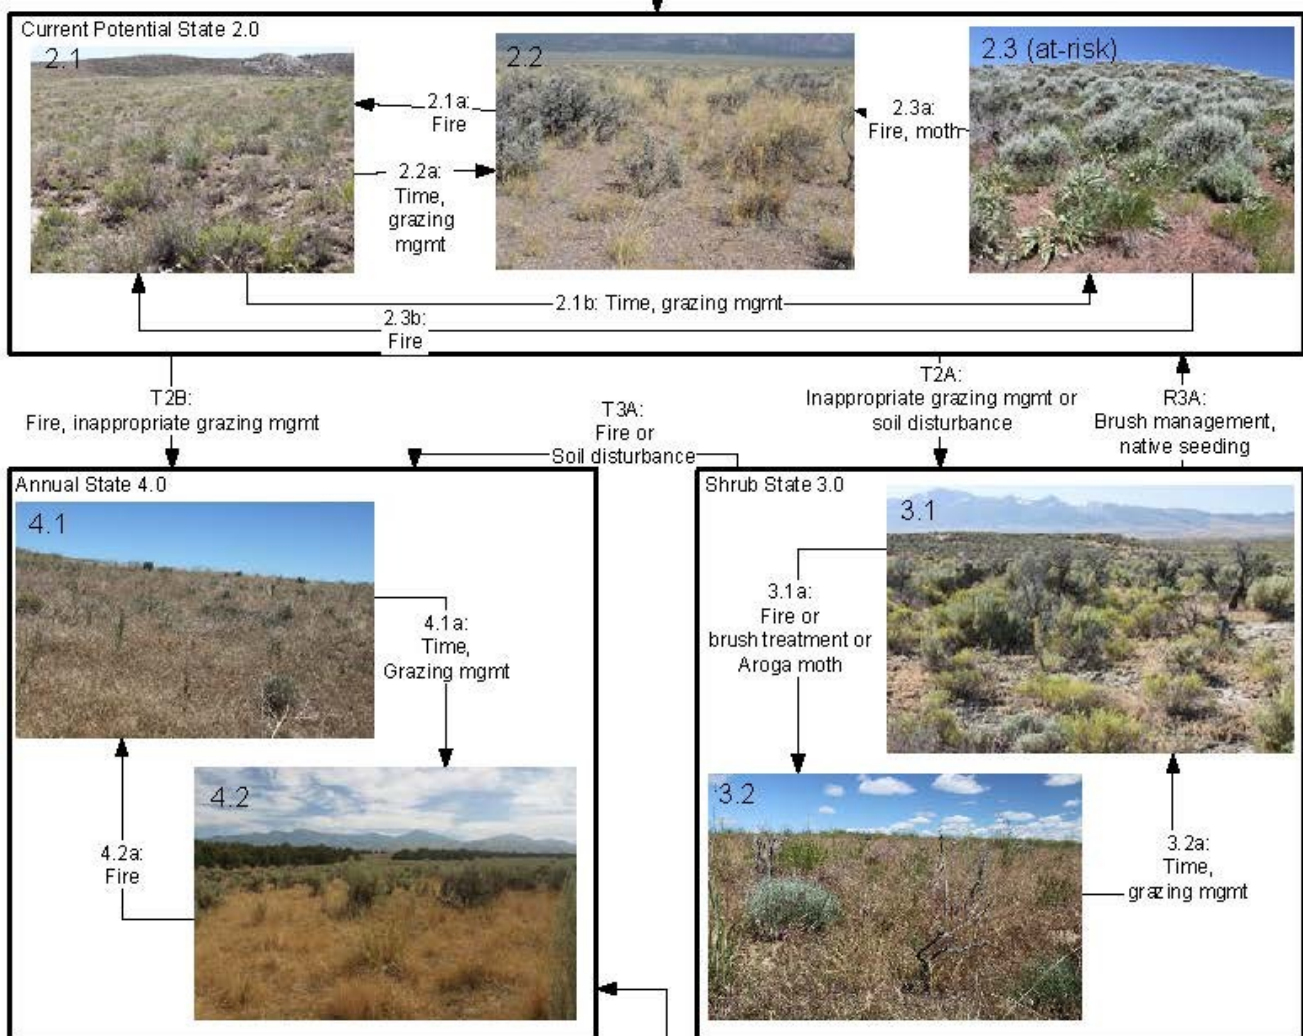 Current Potential State 2.0
2.1
2.2
2.3 (at-risk)
2.1a:
Fire
2.2a:
Time,
grazing
mgmt
2.3a:
Fire, moth
2.1b: Time, grazing mgmt
2.3b:
Fire
T2B:
Fire, inappropriate grazing mgmt
T3A:
Fire or
Soil disturbance
T2A:
Inappropriate grazing mgmt or
soil disturbance
R3A:
Brush management,
native seeding
Annual State 4.0
4.1
4.1a:
Time,
Grazing mgmt
4.2
4.2a:
Fire
Shrub State 3.0
3.1
3.1a:
Fire or
brush treatment or
Aroga moth
3.2
3.2a:
Time,
grazing mgmt